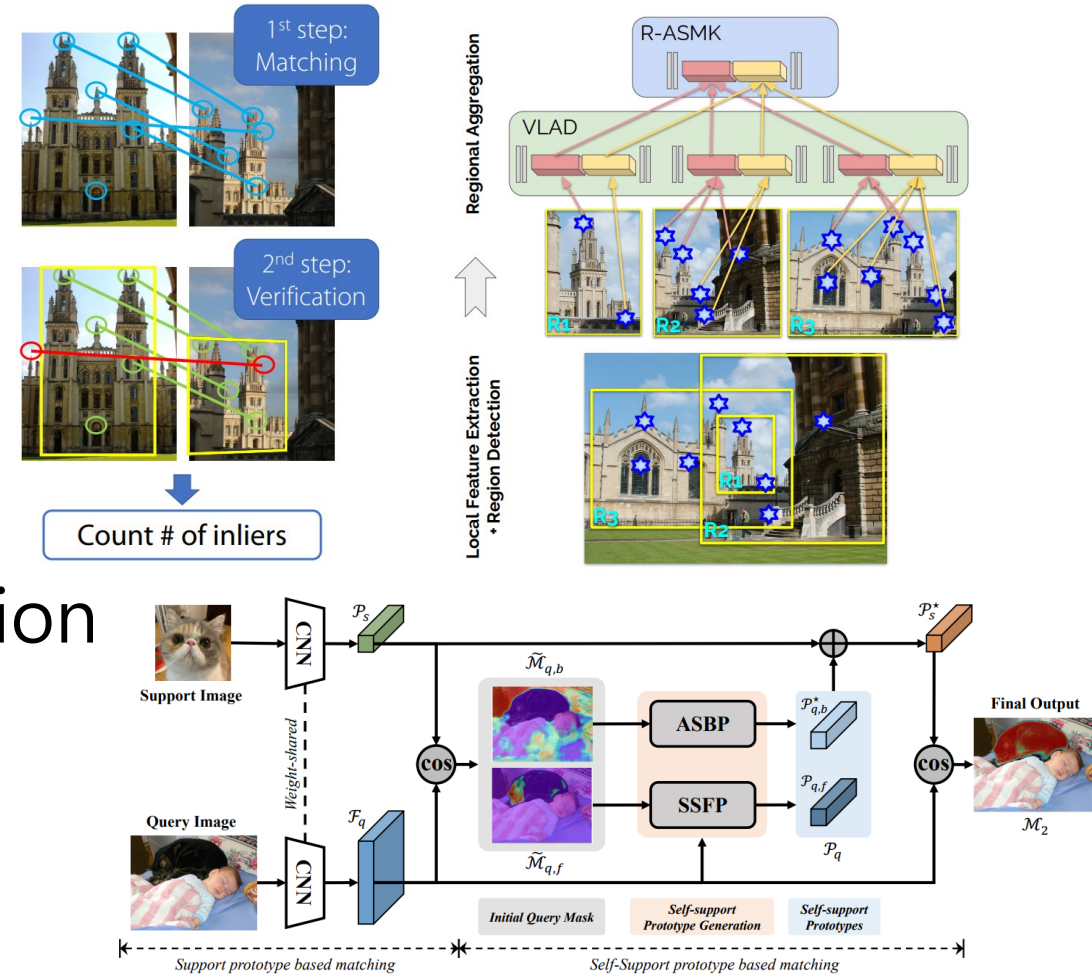 1st step:
Matching
2nd step:
Verification
Count # of inliers
Regional Aggregation
Local Feature Extraction
+ Region Detection
R-ASMK
VLAD
R1
R2
R3
R1
R3
R2
ion
Support Image
CNN
𝒫s
Weight-shared
Query Image
CNN
ℱq
cos
ℳ̃q,b
ℳ̃q,f
ASBP
SSFP
𝒫⋆q,b
𝒫q,f
𝒫q
𝒫⋆s
cos
Final Output
ℳ2
Initial Query Mask
Self-support
Prototype Generation
Self-support
Prototypes
Support prototype based matching
Self-Support prototype based matching